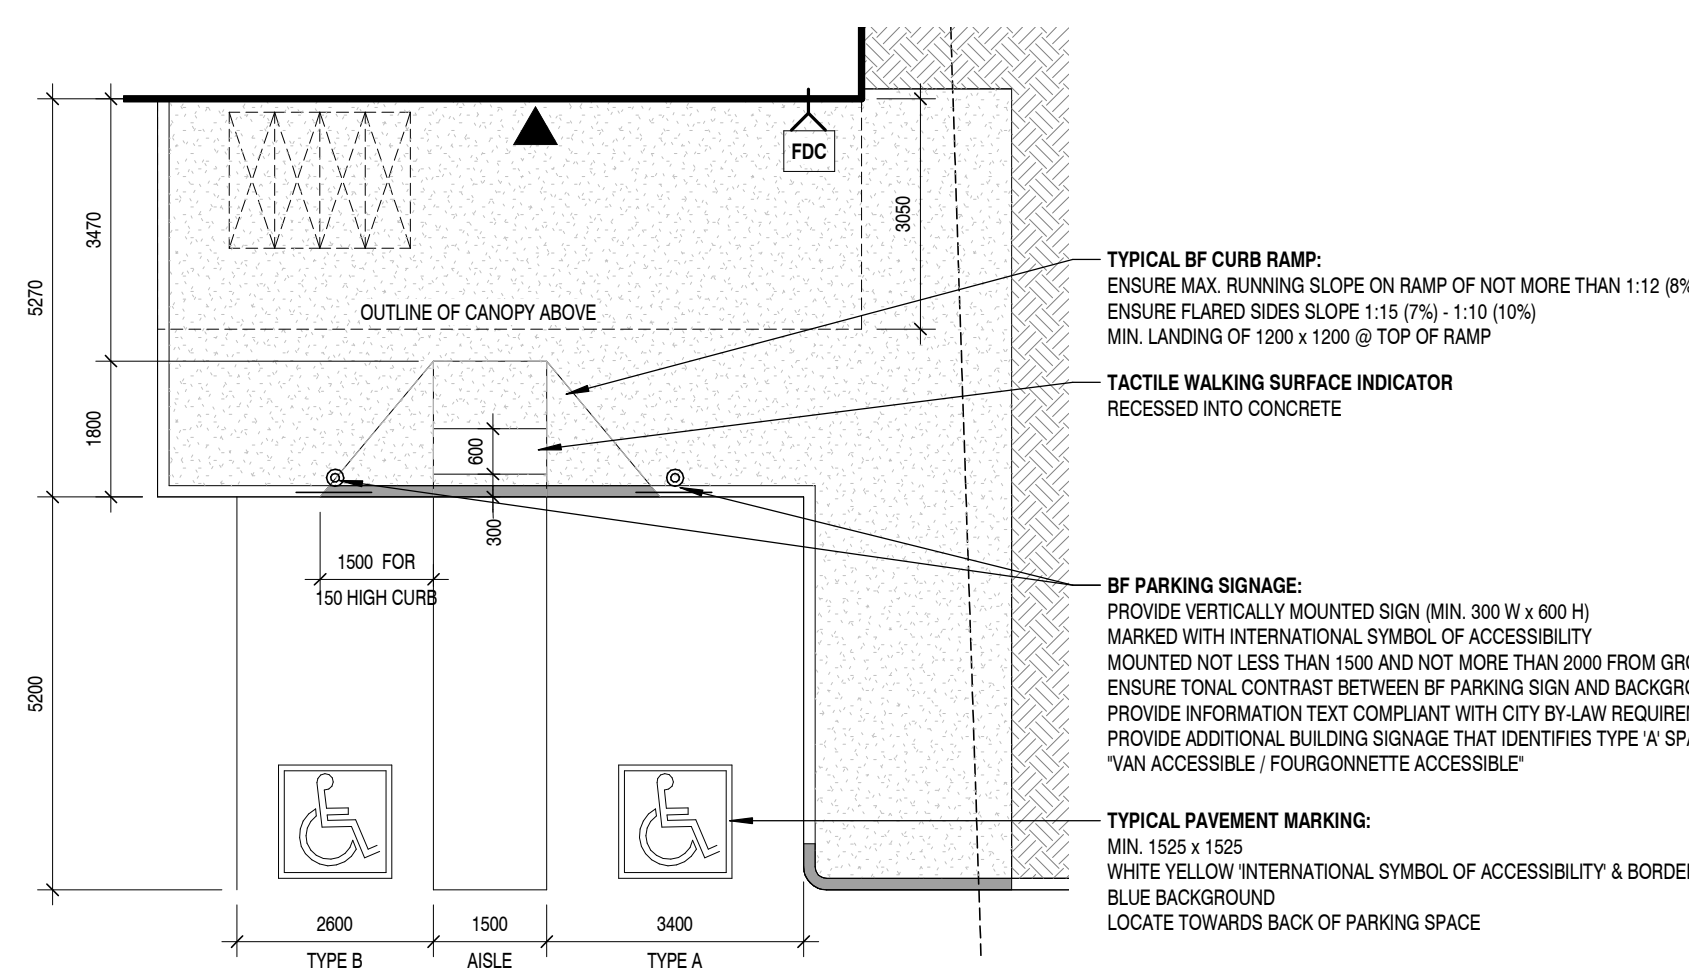 FDC
3470
5270
3050
OUTLINE OF CANOPY ABOVE
1800
600
300
1500 FOR
150 HIGH CURB
5200
2600
1500
3400
TYPE B
AISLE
TYPE A
TYPICAL BF CURB RAMP:
ENSURE MAX. RUNNING SLOPE ON RAMP OF NOT MORE THAN 1:12 (8%
ENSURE FLARED SIDES SLOPE 1:15 (7%) - 1:10 (10%)
MIN. LANDING OF 1200 x 1200 @ TOP OF RAMP
TACTILE WALKING SURFACE INDICATOR
RECESSED INTO CONCRETE
BF PARKING SIGNAGE:
PROVIDE VERTICALLY MOUNTED SIGN (MIN. 300 W x 600 H)
MARKED WITH INTERNATIONAL SYMBOL OF ACCESSIBILITY
MOUNTED NOT LESS THAN 1500 AND NOT MORE THAN 2000 FROM GRO
ENSURE TONAL CONTRAST BETWEEN BF PARKING SIGN AND BACKGRO
PROVIDE INFORMATION TEXT COMPLIANT WITH CITY BY-LAW REQUIREM
PROVIDE ADDITIONAL BUILDING SIGNAGE THAT IDENTIFIES TYPE 'A' SPA
"VAN ACCESSIBLE / FOURGONNETTE ACCESSIBLE"
TYPICAL PAVEMENT MARKING:
MIN. 1525 x 1525
WHITE YELLOW 'INTERNATIONAL SYMBOL OF ACCESSIBILITY' & BORDER
BLUE BACKGROUND
LOCATE TOWARDS BACK OF PARKING SPACE